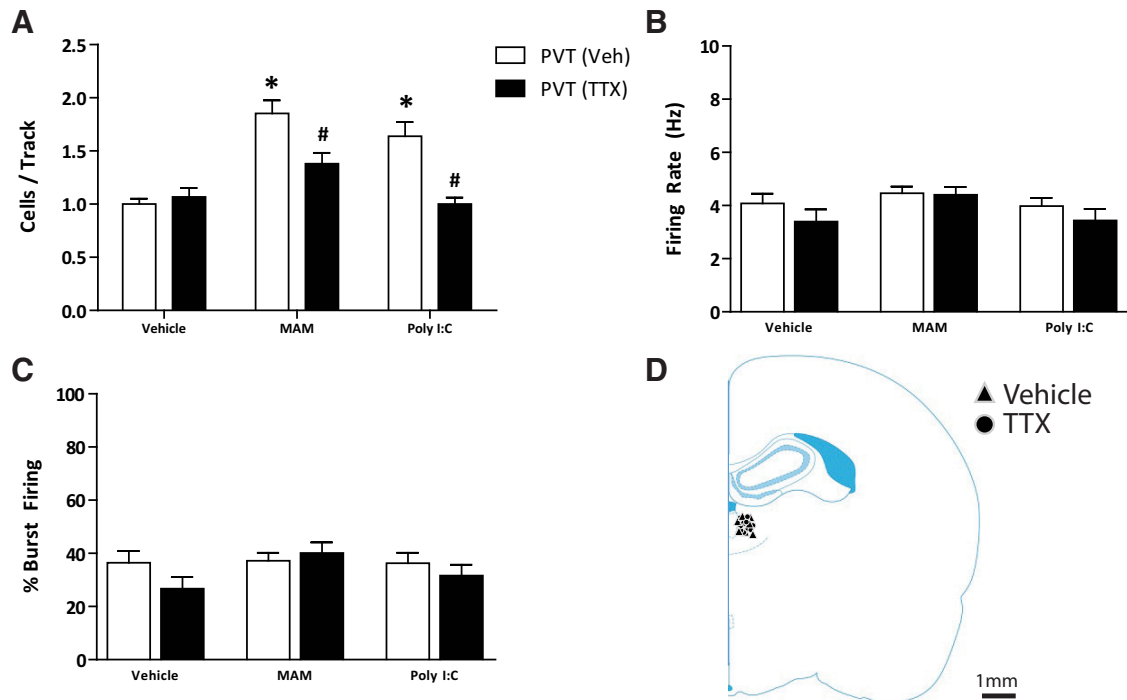 A
Cells / Track
2.5
2.0
1.5
1.0
0.5
0.0
*
#
*
#
Vehicle
MAM
Poly I:C
PVT (Veh)
PVT (TTX)
B
Firing Rate (Hz)
10
8
6
4
2
0
Vehicle
MAM
Poly I:C
C
% Burst Firing
100
80
60
40
20
0
Vehicle
MAM
Poly I:C
D
Vehicle
TTX
1mm